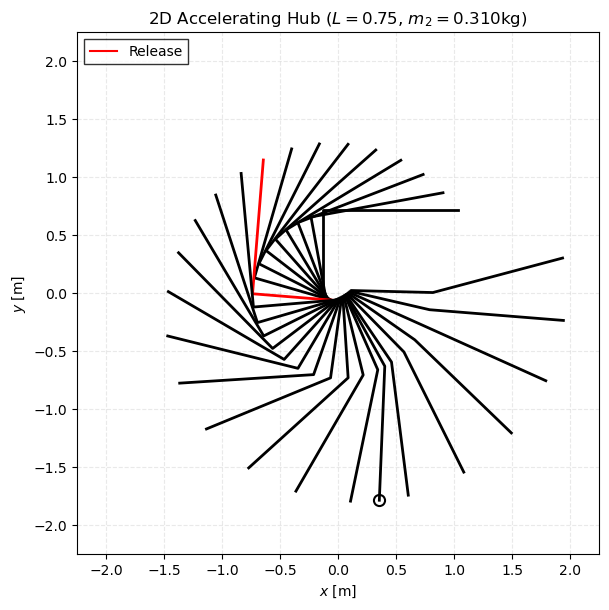 2D Accelerating Hub (L = 0.75, m₂ = 0.310kg)
Release
2.0
1.5
1.0
0.5
0.0
−0.5
−1.0
−1.5
−2.0
y [m]
−2.0 −1.5 −1.0 −0.5 0.0 0.5 1.0 1.5 2.0
x [m]